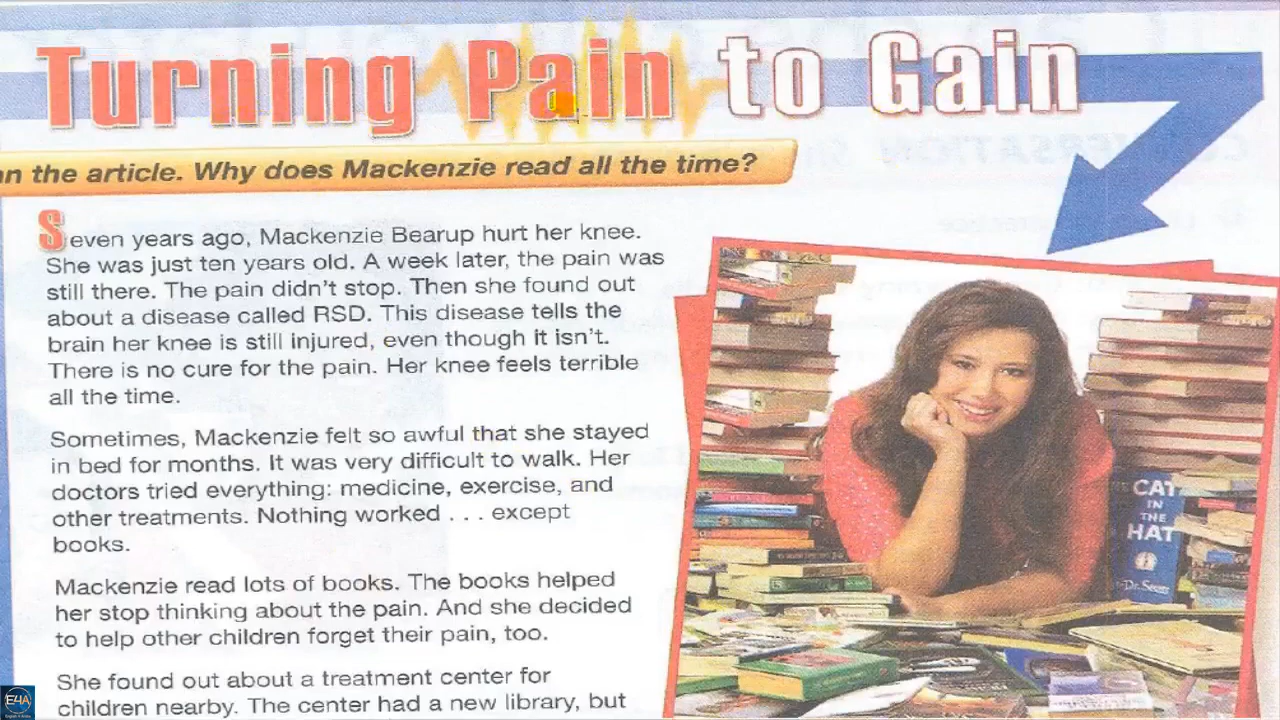 Turning Pain to Gain
an the article. Why does Mackenzie read all the time?
Seven years ago, Mackenzie Bearup hurt her knee.
She was just ten years old. A week later, the pain was
still there. The pain didn't stop. Then she found out
about a disease called RSD. This disease tells the
brain her knee is still injured, even though it isn't.
There is no cure for the pain. Her knee feels terrible
all the time.
Sometimes, Mackenzie felt so awful that she stayed
in bed for months. It was very difficult to walk. Her
doctors tried everything: medicine, exercise, and
other treatments. Nothing worked . . . except
books.
Mackenzie read lots of books. The books helped
her stop thinking about the pain. And she decided
to help other children forget their pain, too.
She found out about a treatment center for
children nearby. The center had a new library, but
CAT
IN
THE
HAT
Dr. Seuss
E4A